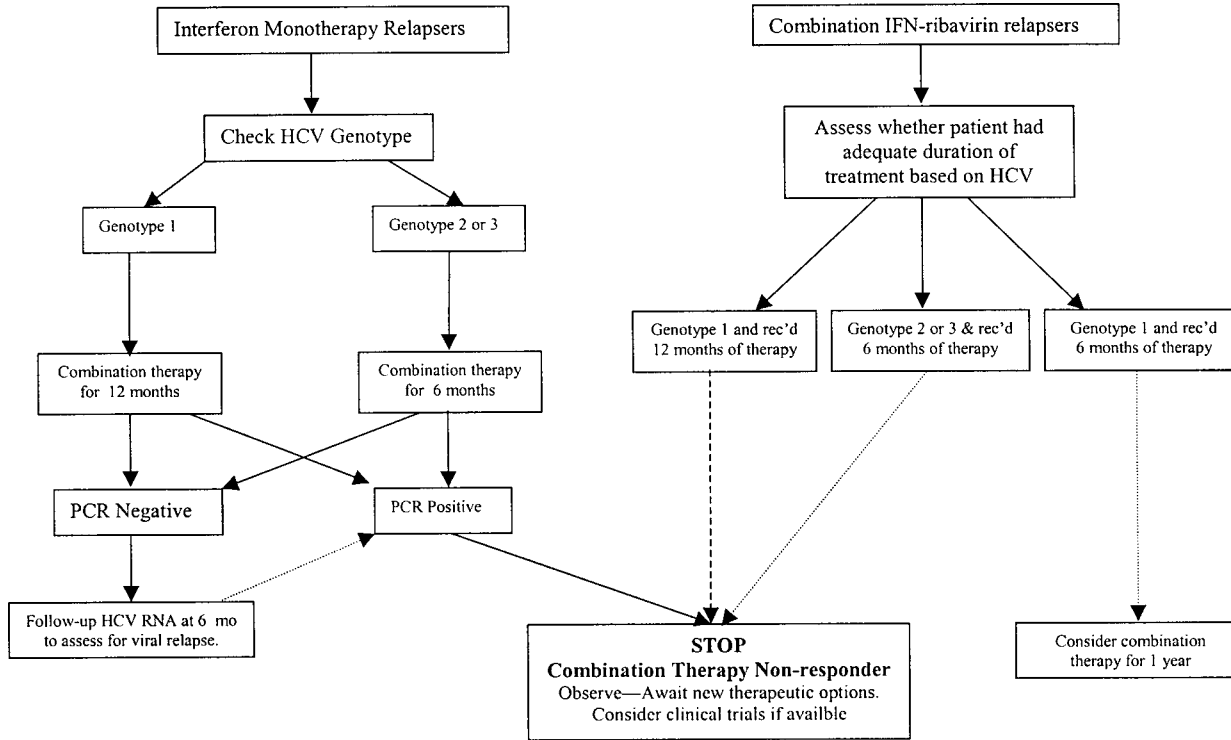 Interferon Monotherapy Relapsers
Check HCV Genotype
Genotype 1
Genotype 2 or 3
Combination therapy
for 12 months
Combination therapy
for 6 months
PCR Negative
PCR Positive
Follow-up HCV RNA at 6 mo
to assess for viral relapse.
Combination IFN-ribavirin relapsers
Assess whether patient had
adequate duration of
treatment based on HCV
Genotype 1 and rec'd
12 months of therapy
Genotype 2 or 3 & rec'd
6 months of therapy
Genotype 1 and rec'd
6 months of therapy
STOP
Combination Therapy Non-responder
Observe—Await new therapeutic options.
Consider clinical trials if availble
Consider combination
therapy for 1 year